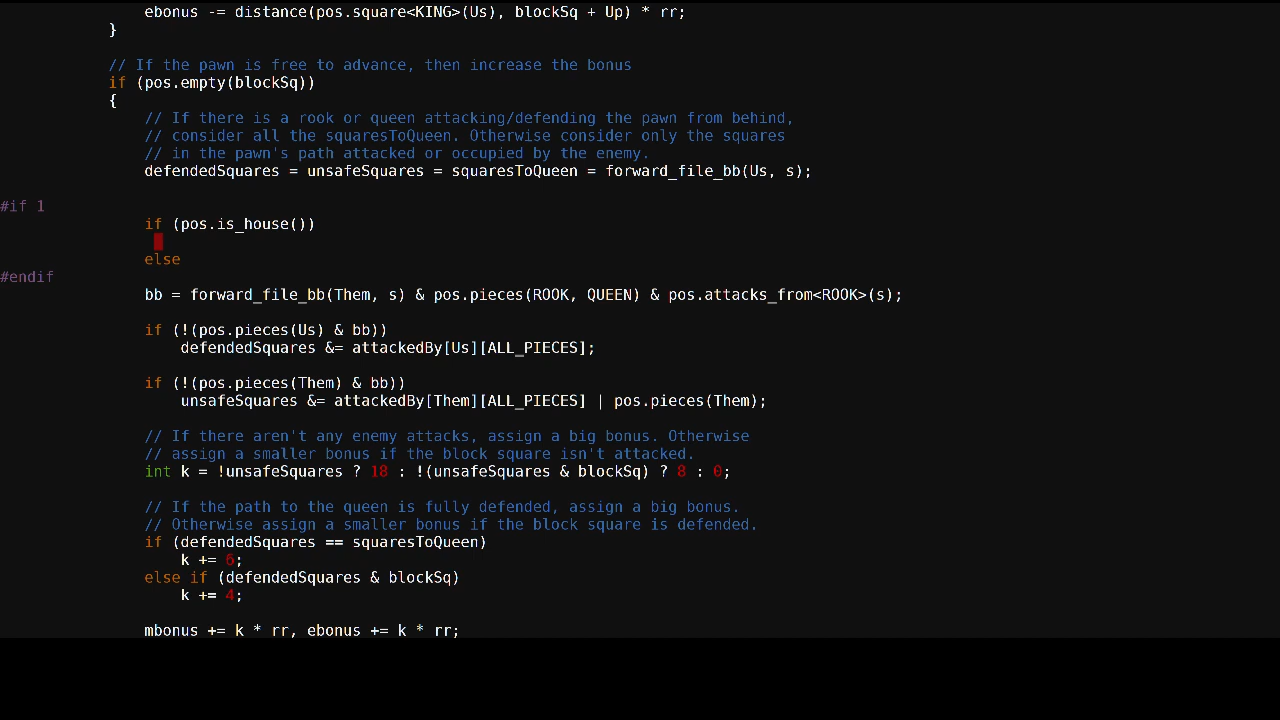 ebonus -= distance(pos.square<KING>(Us), blockSq + Up) * rr;
}
// If the pawn is free to advance, then increase the bonus
if (pos.empty(blockSq))
{
// If there is a rook or queen attacking/defending the pawn from behind,
// consider all the squaresToQueen. Otherwise consider only the squares
// in the pawn's path attacked or occupied by the enemy.
defendedSquares = unsafeSquares = squaresToQueen = forward_file_bb(Us, s);
#if 1
if (pos.is_house())
else
#endif
bb = forward_file_bb(Them, s) & pos.pieces(ROOK, QUEEN) & pos.attacks_from<ROOK>(s);
if (!(pos.pieces(Us) & bb))
defendedSquares &= attackedBy[Us][ALL_PIECES];
if (!(pos.pieces(Them) & bb))
unsafeSquares &= attackedBy[Them][ALL_PIECES] | pos.pieces(Them);
// If there aren't any enemy attacks, assign a big bonus. Otherwise
// assign a smaller bonus if the block square isn't attacked.
int k = !unsafeSquares ? 18 : !(unsafeSquares & blockSq) ? 8 : 0;
// If the path to the queen is fully defended, assign a big bonus.
// Otherwise assign a smaller bonus if the block square is defended.
if (defendedSquares == squaresToQueen)
k += 6;
else if (defendedSquares & blockSq)
k += 4;
mbonus += k * rr, ebonus += k * rr;